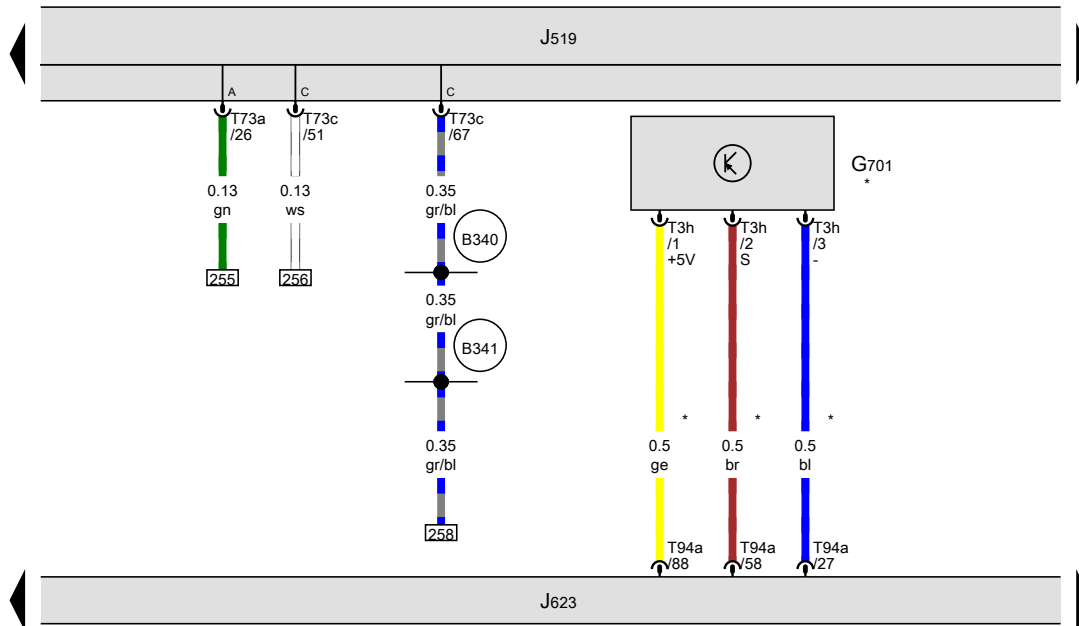 J519
A
C
C
T73a
/26
T73c
/51
T73c
/67
G701
*
0.13
gn
0.13
ws
0.35
gr/bl
B340
T3h
/1
+5V
T3h
/2
S
T3h
/3
-
255
256
0.35
gr/bl
B341
*
*
*
0.35
gr/bl
0.5
ge
0.5
br
0.5
bl
258
T94a
/88
T94a
/58
T94a
/27
J623